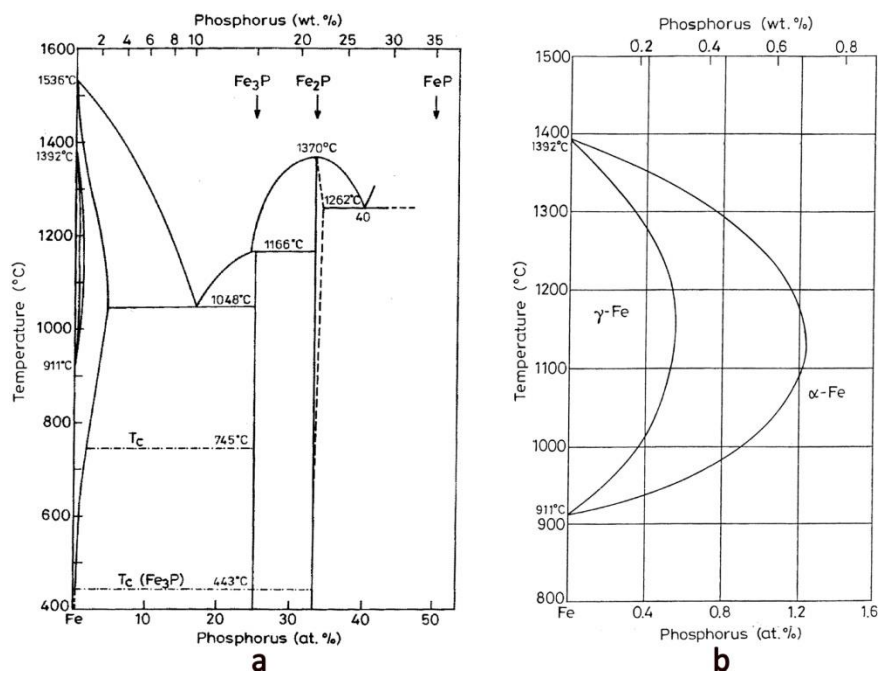 Phosphorus (wt. %)
2 4 6 8 10 20 30 35
1600
1536°C
Fe₃P Fe₂P FeP
1400
1392°C
1370°C
1262°C
40
1200
1166°C
1048°C
1000
911°C
800
Tc 745°C
600
Tc (Fe₃P) 443°C
400
Fe 10 20 30 40 50
Phosphorus (at. %)
Temperature (°C)
a
Phosphorus (wt. %)
0.2 0.4 0.6 0.8
1500
1400
1392°C
1300
1200
γ-Fe
1100
α-Fe
1000
911°C
900
800
Fe 0.4 0.8 1.2 1.6
Phosphorus (at. %)
Temperature (°C)
b